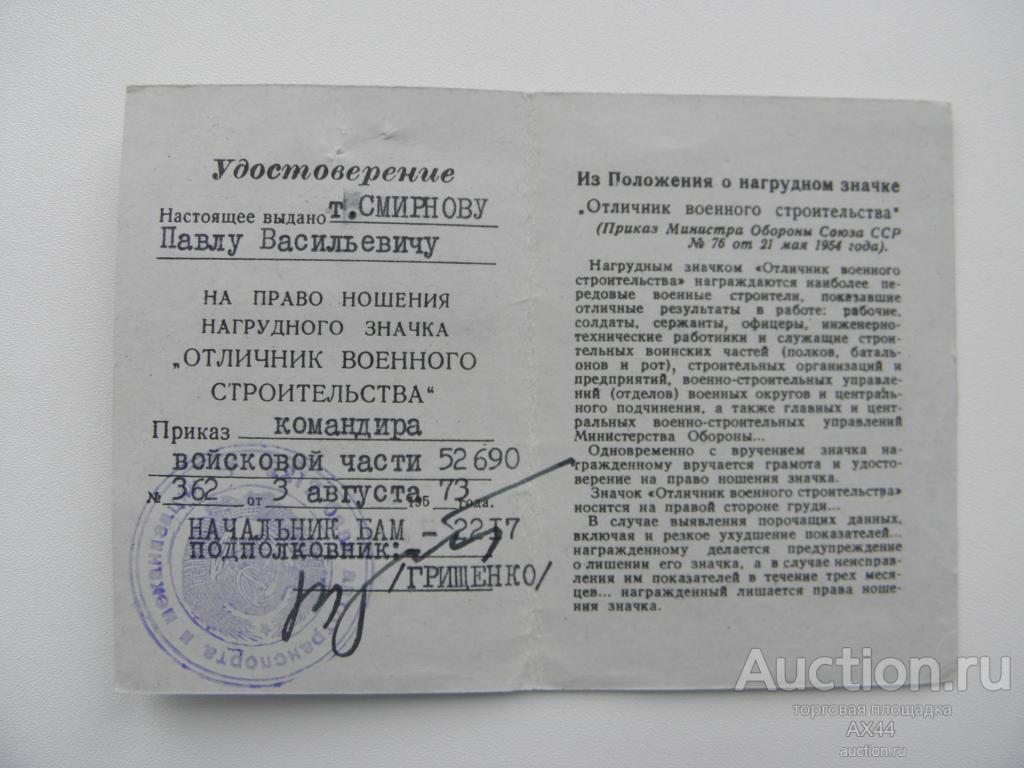 Удостоверение
Настоящее выдано т.СМИРНОВУ
Павлу Васильевичу
НА ПРАВО НОШЕНИЯ
НАГРУДНОГО ЗНАЧКА
„ОТЛИЧНИК ВОЕННОГО
СТРОИТЕЛЬСТВА“
Приказ командира
войсковой части 52690
№ 362 от 3 августа 195 73 года.
НАЧАЛЬНИК БАМ - 2217
ПОДПОЛКОВНИК:
/ГРИЩЕНКО/
транспорта и механизац
Из Положения о нагрудном значке
„Отличник военного строительства“
(Приказ Министра Обороны Союза ССР
№ 76 от 21 мая 1954 года).
Нагрудным значком «Отличник военного
строительства» награждаются наиболее пе-
редовые военные строители, показавшие
отличные результаты в работе: рабочие,
солдаты, сержанты, офицеры, инженерно-
технические работники и служащие строи-
тельных воинских частей (полков, баталь-
онов и рот), строительных организаций и
предприятий, военно-строительных управле-
ний (отделов) военных округов и централь-
ного подчинения, а также главных и цент-
ральных военно-строительных управлений
Министерства Обороны...
Одновременно с вручением значка на-
гражденному вручается грамота и удосто-
верение на право ношения значка.
Значок «Отличник военного строительства»
носится на правой стороне груди...
В случае выявления порочащих данных,
включая и резкое ухудшение показателей...
награжденному делается предупреждение
о лишении его значка, а в случае неисправ-
ления им показателей в течение трех меся-
цев... награжденный лишается права ноше-
ния значка.
Auction.ru
торговая площадка
AX44
auction.ru